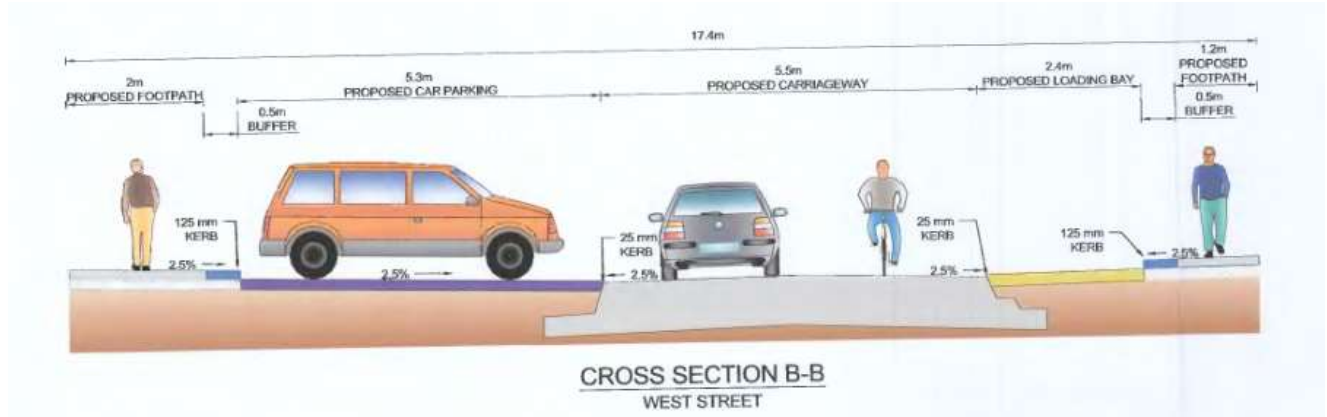 17.4m
2m
PROPOSED FOOTPATH
0.5m
BUFFER
5.3m
PROPOSED CAR PARKING
5.5m
PROPOSED CARRIAGEWAY
2.4m
PROPOSED LOADING BAY
1.2m
PROPOSED
FOOTPATH
0.5m
BUFFER
125 mm
KERB
2.5%
2.5%
25 mm
KERB
2.5%
25 mm
KERB
2.5%
125 mm
KERB
2.5%
CROSS SECTION B-B
WEST STREET